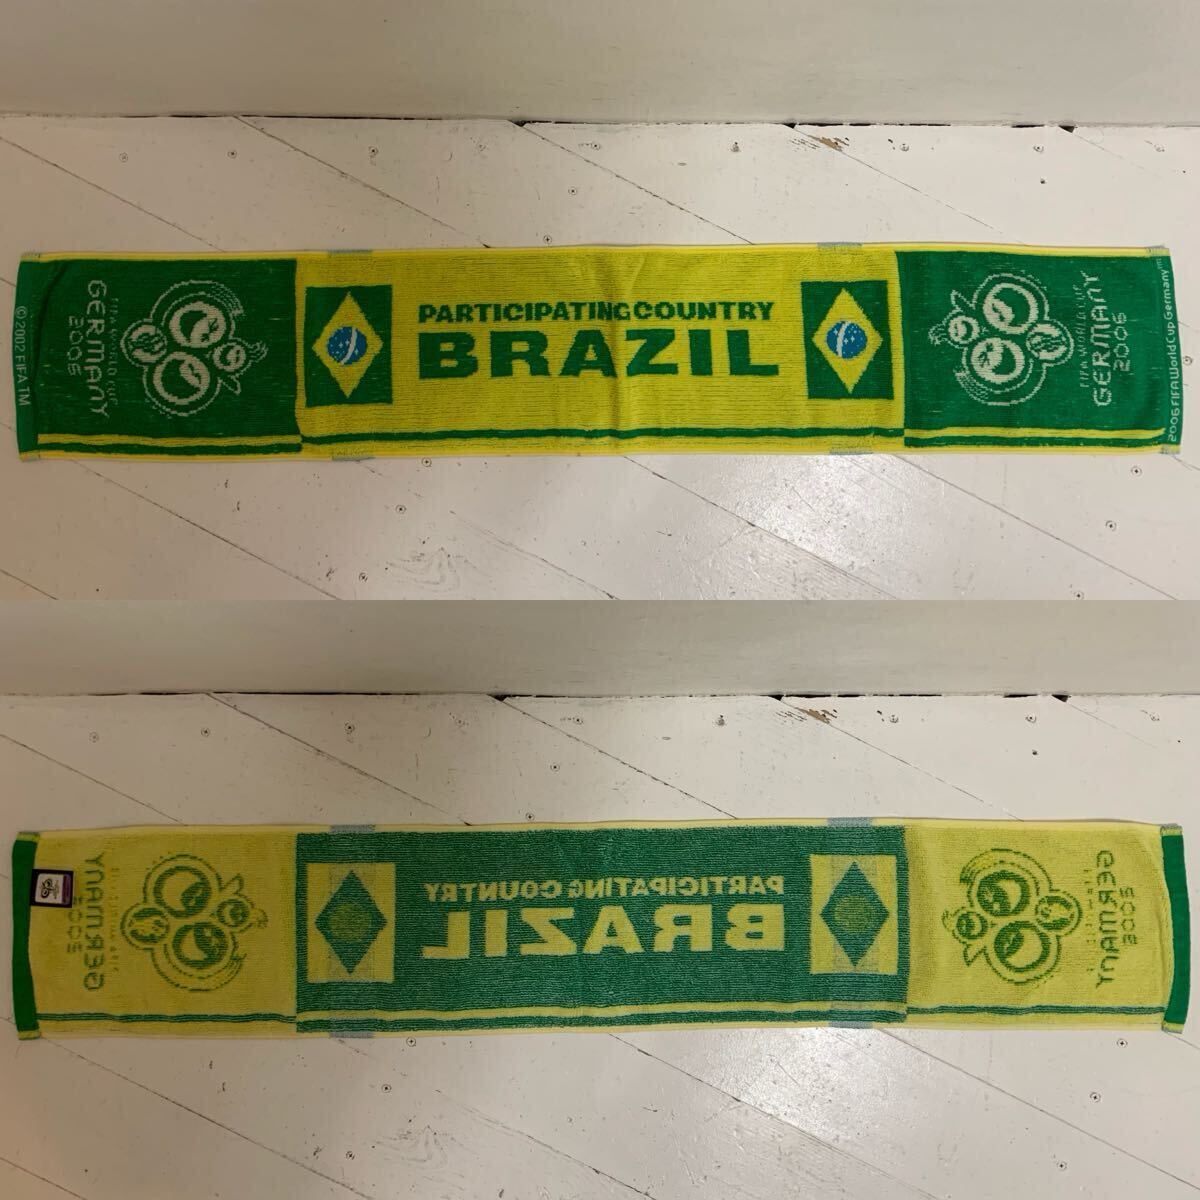 © 2002 FIFA TM
FIFA WORLD CUP
GERMANY
2006
PARTICIPATING COUNTRY
BRAZIL
FIFA WORLD CUP
GERMANY
2006
2006 FIFA World Cup Germany™
GERMANY
2006
PARTICIPATING COUNTRY
BRAZIL
GERMANY
2006